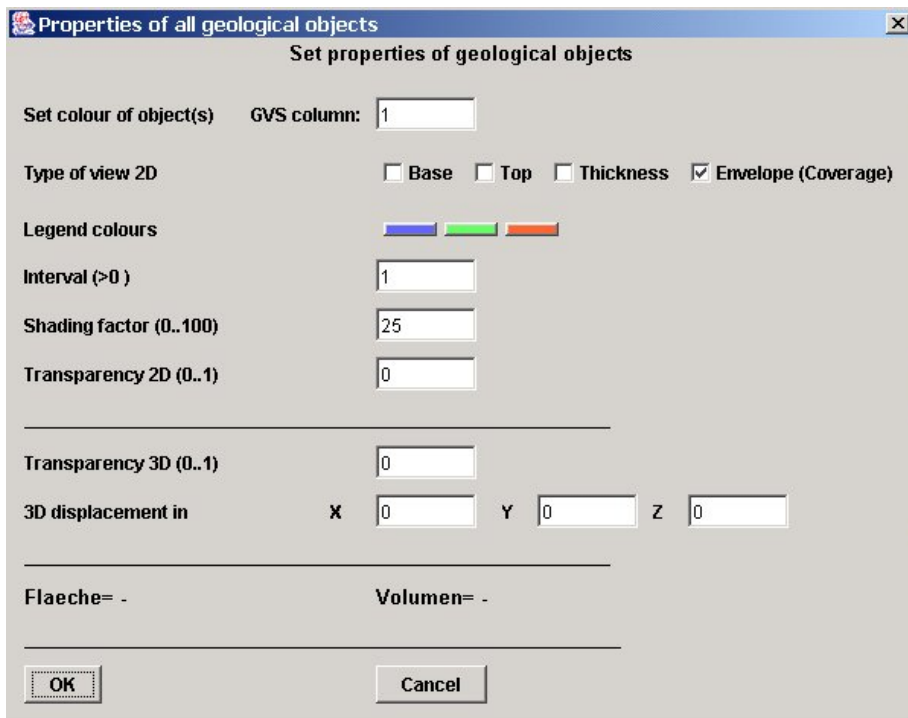 Properties of all geological objects
Set properties of geological objects
Set colour of object(s) GVS column: 1
Type of view 2D Base Top Thickness Envelope (Coverage)
Legend colours
Interval (>0 ) 1
Shading factor (0..100) 25
Transparency 2D (0..1) 0
Transparency 3D (0..1) 0
3D displacement in X 0 Y 0 Z 0
Flaeche= - Volumen= -
OK Cancel